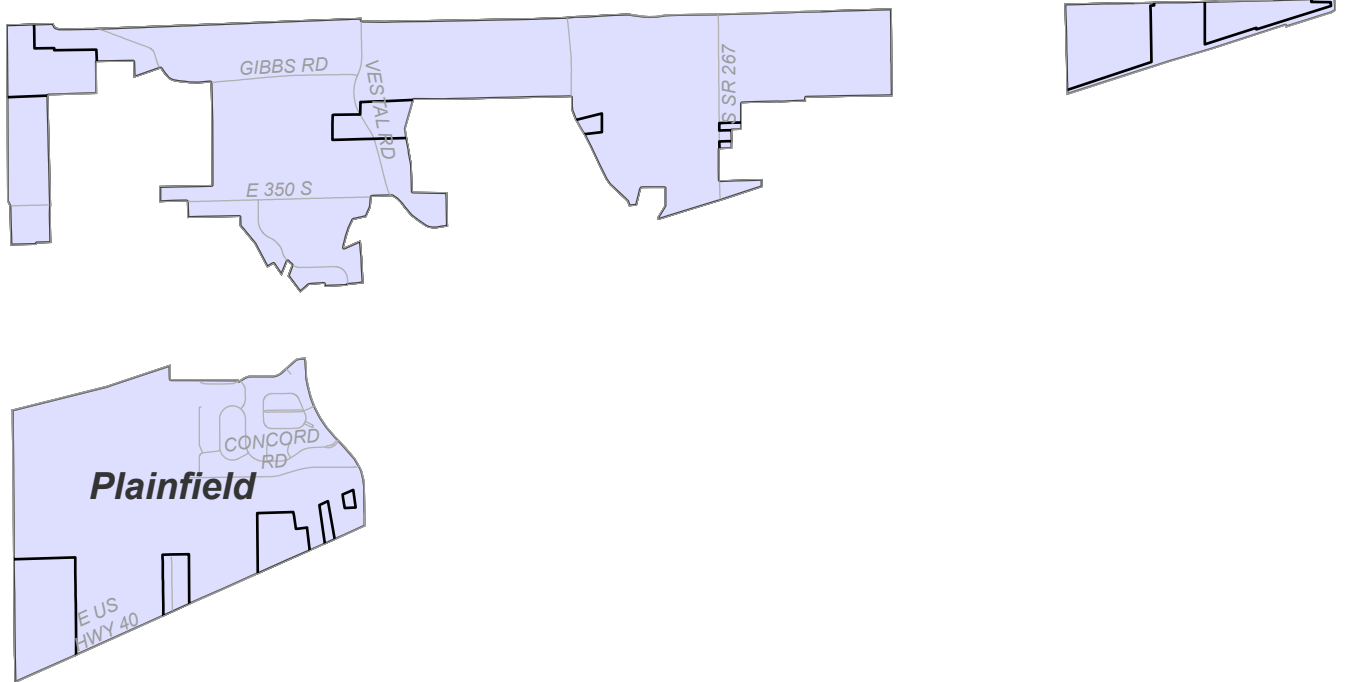 GIBBS RD
VESTAL RD
S SR 267
E 350 S
CONCORD
RD
Plainfield
E US
HWY 40